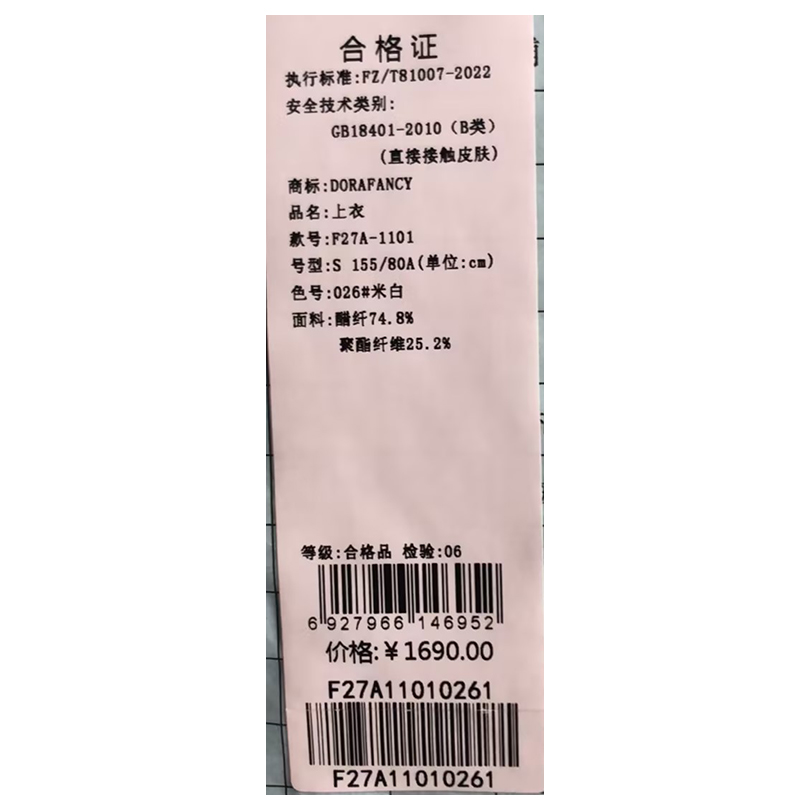 合格证
执行标准:FZ/T81007-2022
安全技术类别:
GB18401-2010（B类）
(直接接触皮肤)
商标:DORAFANCY
品名:上衣
款号:F27A-1101
号型:S 155/80A(单位:cm)
色号:026#米白
面料:醋纤74.8%
聚酯纤维25.2%
等级:合格品 检验:06
6 927966 146952
价格:￥1690.00
F27A11010261
F27A11010261